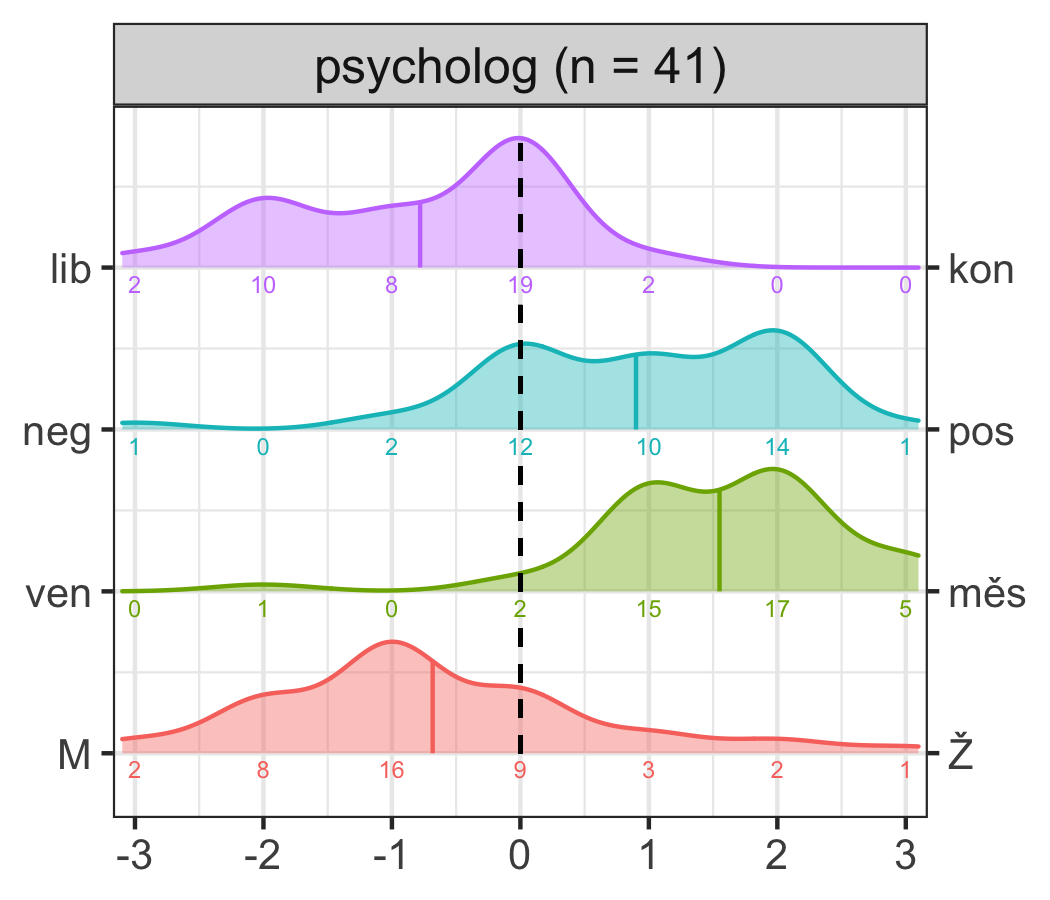 psycholog (n = 41)
lib kon
2 10 8 19 2 0 0
neg pos
1 0 2 12 10 14 1
ven měs
0 1 0 2 15 17 5
M Ž
2 8 16 9 3 2 1
-3 -2 -1 0 1 2 3